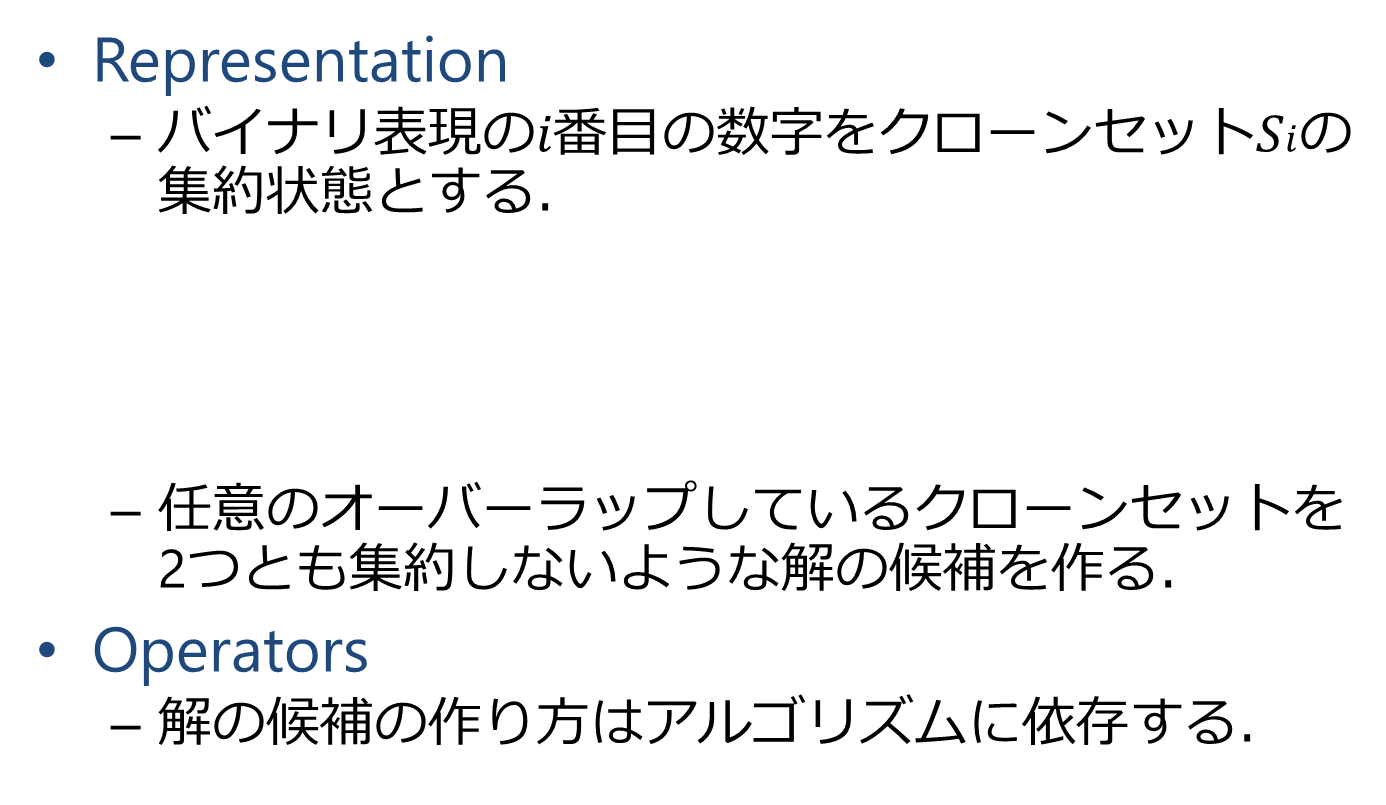 • Representation
– バイナリ表現のi番目の数字をクローンセットSiの
集約状態とする．
– 任意のオーバーラップしているクローンセットを
2つとも集約しないような解の候補を作る．
• Operators
– 解の候補の作り方はアルゴリズムに依存する．